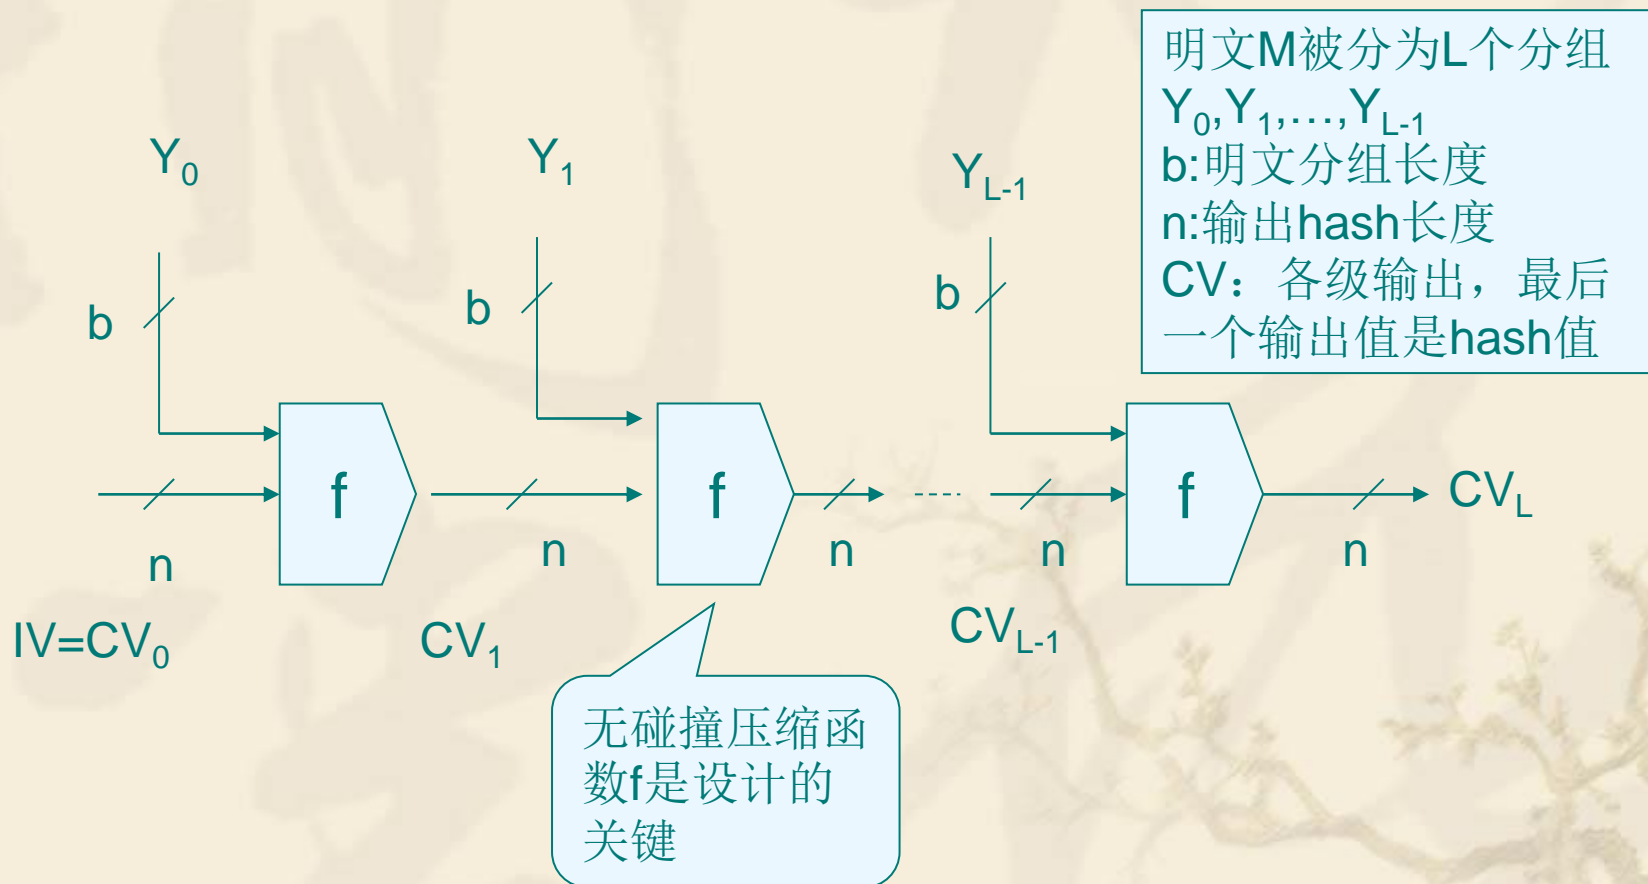 明文M被分为L个分组
Y0,Y1,…,YL-1
b:明文分组长度
n:输出hash长度
CV：各级输出，最后
一个输出值是hash值
Y0
Y1
YL-1
b
b
b
f
f
f
CVL
n
n
n
n
n
IV=CV0
CV1
CVL-1
无碰撞压缩函
数f是设计的
关键